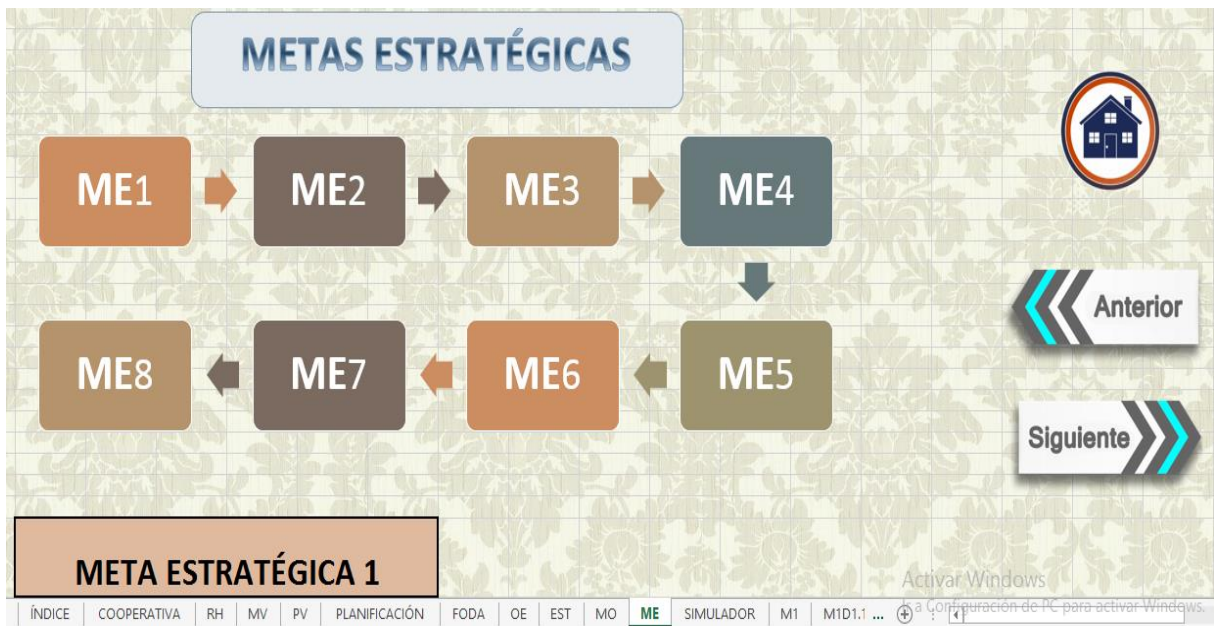 METAS ESTRATÉGICAS
ME1
ME2
ME3
ME4
ME8
ME7
ME6
ME5
Anterior
Siguiente
META ESTRATÉGICA 1
Activar Windows
a Configuración de PC para activar Windows.
ÍNDICE COOPERATIVA RH MV PV PLANIFICACIÓN FODA OE EST MO ME SIMULADOR M1 M1D1.1 ...